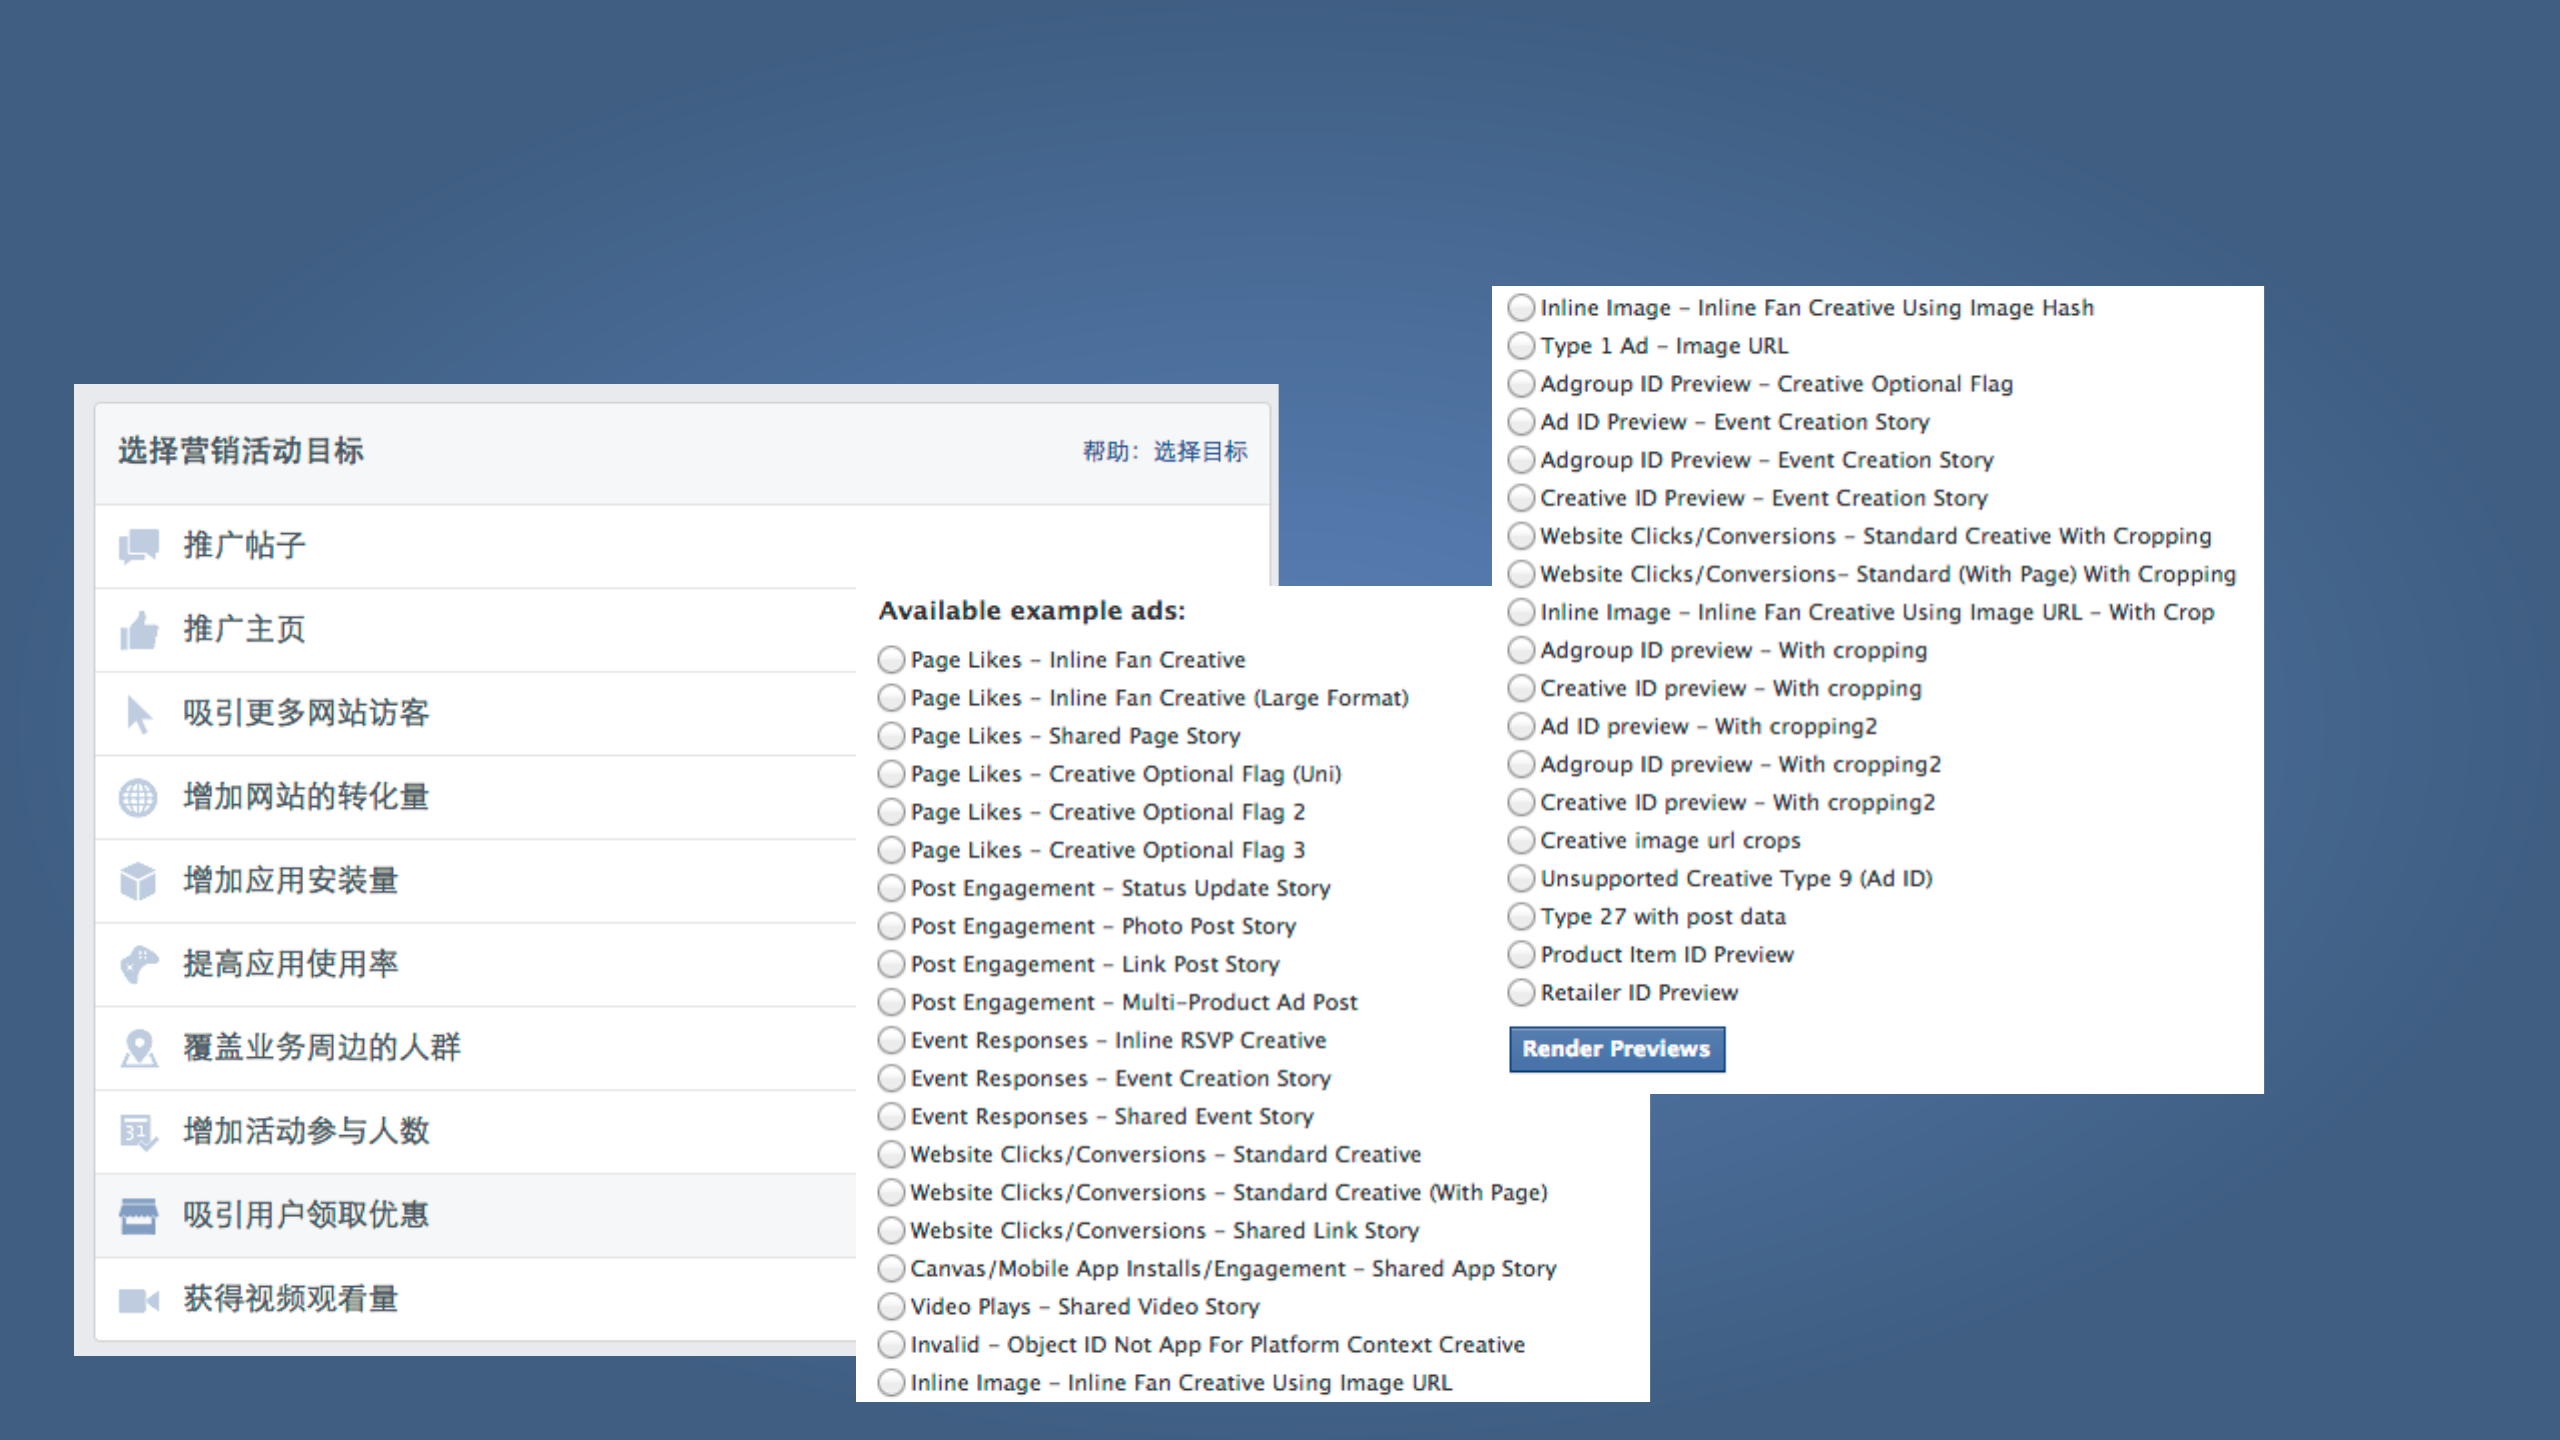 选择营销活动目标
帮助：选择目标
推广帖子
推广主页
吸引更多网站访客
增加网站的转化量
增加应用安装量
提高应用使用率
覆盖业务周边的人群
31
增加活动参与人数
吸引用户领取优惠
获得视频观看量
Available example ads:
Page Likes – Inline Fan Creative
Page Likes – Inline Fan Creative (Large Format)
Page Likes – Shared Page Story
Page Likes – Creative Optional Flag (Uni)
Page Likes – Creative Optional Flag 2
Page Likes – Creative Optional Flag 3
Post Engagement – Status Update Story
Post Engagement – Photo Post Story
Post Engagement – Link Post Story
Post Engagement – Multi–Product Ad Post
Event Responses – Inline RSVP Creative
Event Responses – Event Creation Story
Event Responses – Shared Event Story
Website Clicks/Conversions – Standard Creative
Website Clicks/Conversions – Standard Creative (With Page)
Website Clicks/Conversions – Shared Link Story
Canvas/Mobile App Installs/Engagement – Shared App Story
Video Plays – Shared Video Story
Invalid – Object ID Not App For Platform Context Creative
Inline Image – Inline Fan Creative Using Image URL
Inline Image – Inline Fan Creative Using Image Hash
Type 1 Ad – Image URL
Adgroup ID Preview – Creative Optional Flag
Ad ID Preview – Event Creation Story
Adgroup ID Preview – Event Creation Story
Creative ID Preview – Event Creation Story
Website Clicks/Conversions – Standard Creative With Cropping
Website Clicks/Conversions– Standard (With Page) With Cropping
Inline Image – Inline Fan Creative Using Image URL – With Crop
Adgroup ID preview – With cropping
Creative ID preview – With cropping
Ad ID preview – With cropping2
Adgroup ID preview – With cropping2
Creative ID preview – With cropping2
Creative image url crops
Unsupported Creative Type 9 (Ad ID)
Type 27 with post data
Product Item ID Preview
Retailer ID Preview
Render Previews